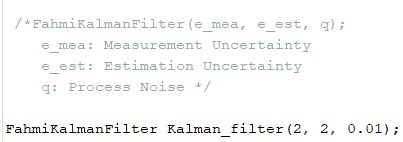 /*FahmiKalmanFilter(e_mea, e_est, q);
e_mea: Measurement Uncertainty
e_est: Estimation Uncertainty
q: Process Noise */
FahmiKalmanFilter Kalman_filter(2, 2, 0.01);